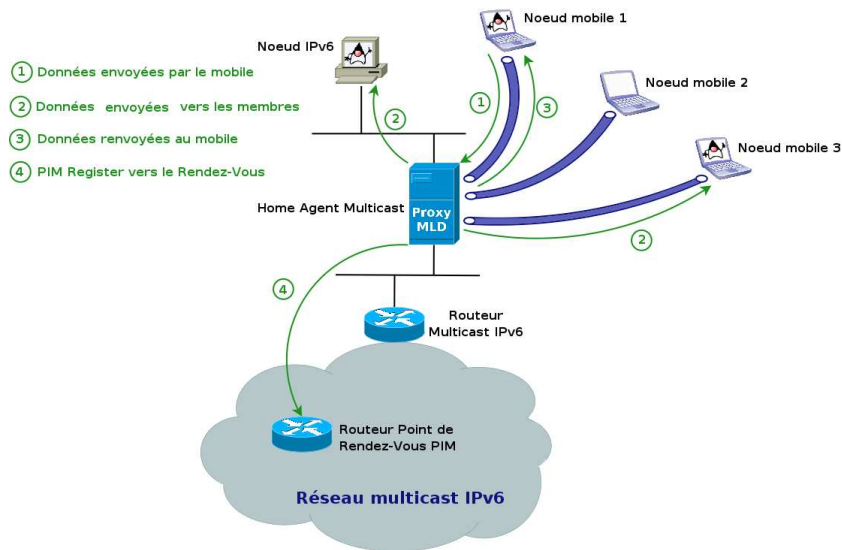 Noeud mobile 1
Noeud IPv6
1 Données envoyées par le mobile
2 Données envoyées vers les membres
3 Données renvoyées au mobile
4 PIM Register vers le Rendez-Vous
Noeud mobile 2
Noeud mobile 3
1
3
2
Home Agent Multicast
Proxy
MLD
2
4
Routeur
Multicast IPv6
Routeur Point de
Rendez-Vous PIM
Réseau multicast IPv6